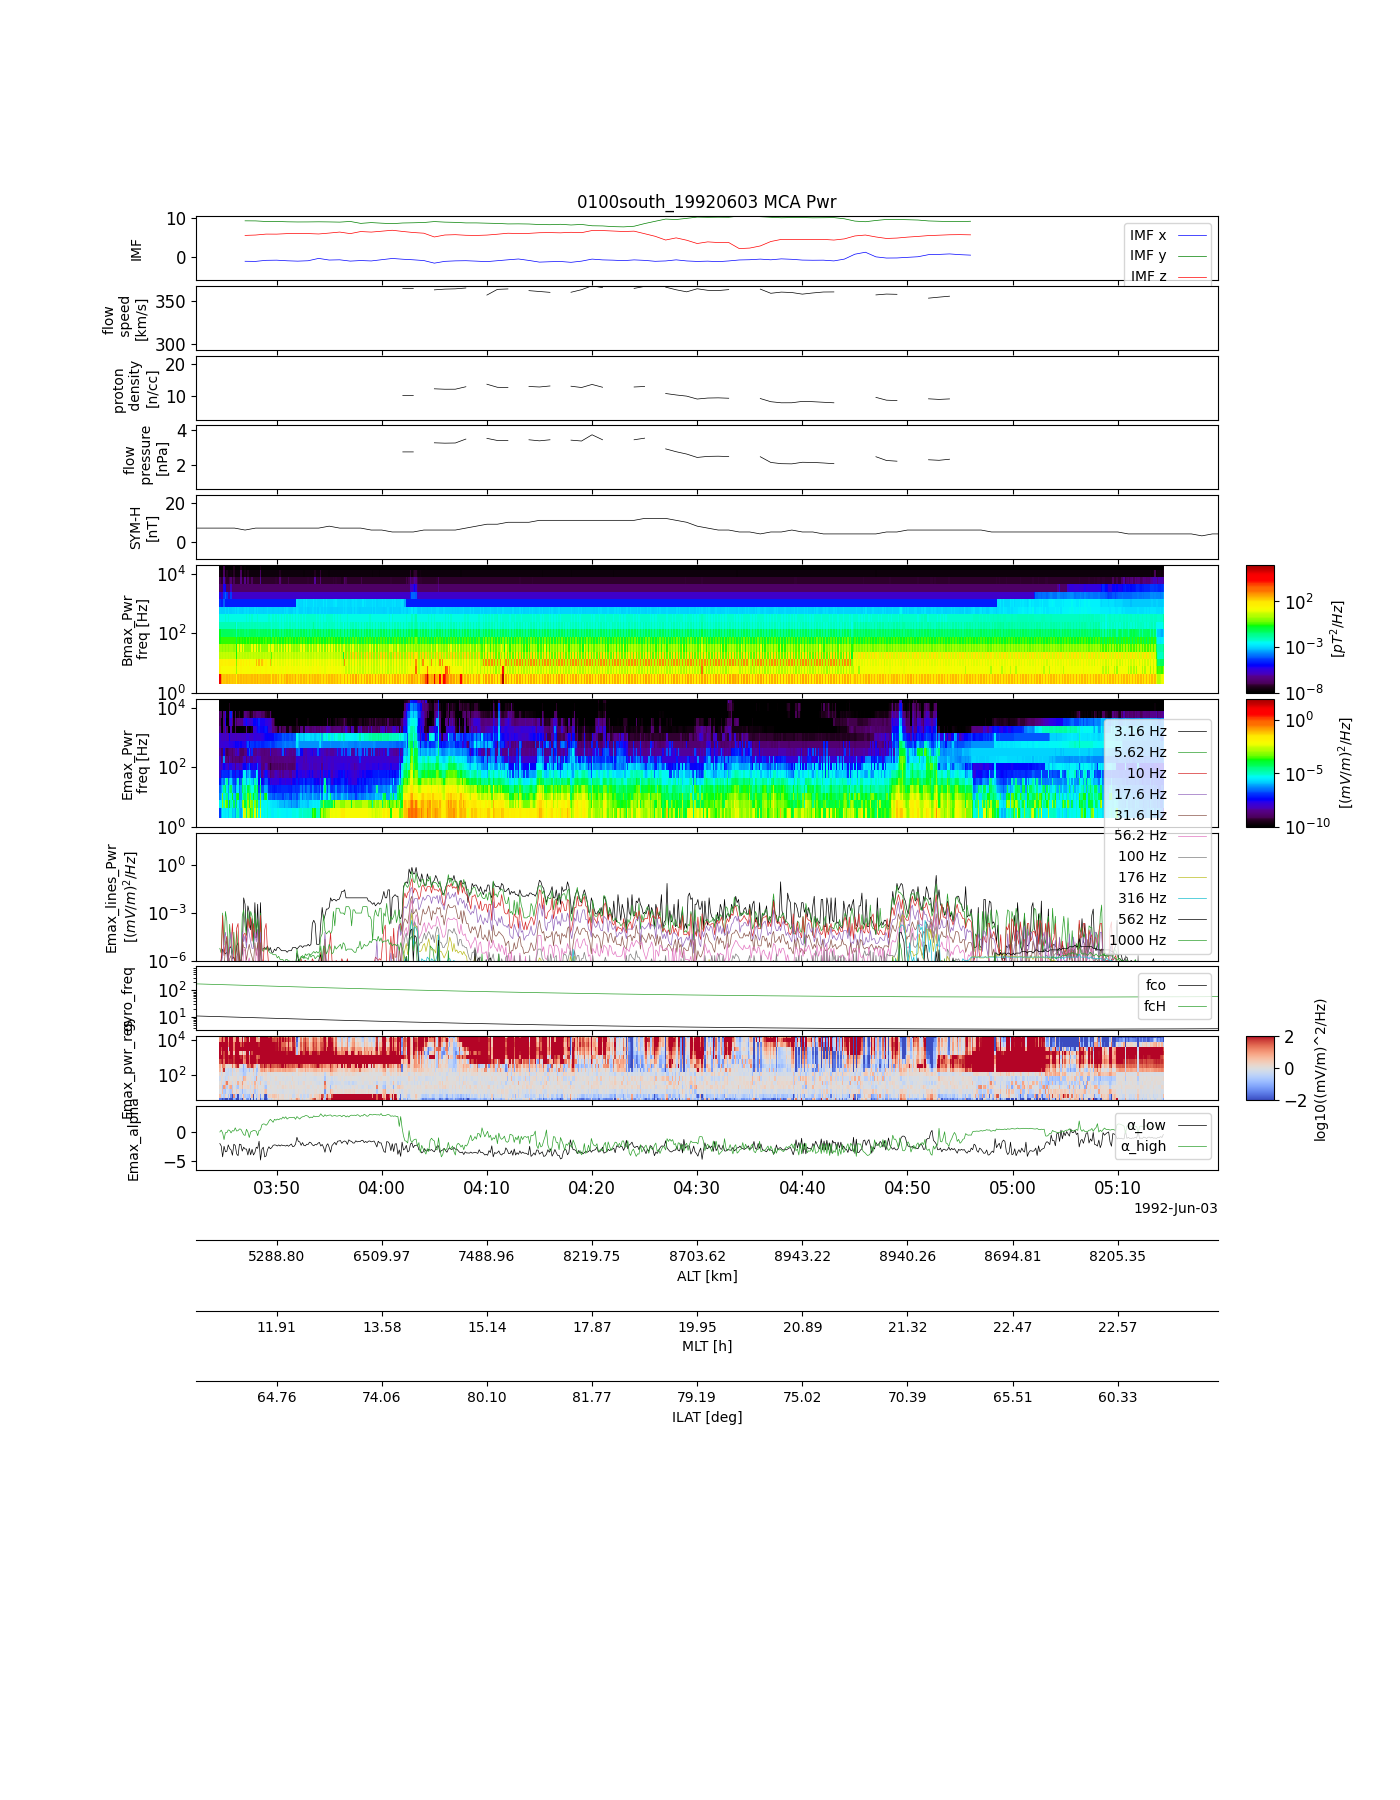 0100south_19920603 MCA Pwr
10
0
IMF
IMF x
IMF y
IMF z
350
300
flow
speed
[km/s]
20
10
proton
density
[n/cc]
4
2
flow
pressure
[nPa]
20
0
SYM-H
[nT]
10^4
10^2
10^0
Bmax_Pwr
freq [Hz]
10^2
10^-3
10^-8
[pT^2/Hz]
10^4
10^2
10^0
Emax_Pwr
freq [Hz]
10^0
10^-5
10^-10
[(mV/m)^2/Hz]
3.16 Hz
5.62 Hz
10 Hz
17.6 Hz
31.6 Hz
56.2 Hz
100 Hz
176 Hz
316 Hz
562 Hz
1000 Hz
10^0
10^-3
10^-6
Emax_lines_Pwr
[(mV/m)^2/Hz]
10^2
10^1
gyro_freq
fco
fcH
10^4
10^2
Emax_pwr_reg
2
0
-2
log10((mV/m)^2/Hz)
0
-5
Emax_alpha
α_low
α_high
03:50 04:00 04:10 04:20 04:30 04:40 04:50 05:00 05:10
1992-Jun-03
5288.80 6509.97 7488.96 8219.75 8703.62 8943.22 8940.26 8694.81 8205.35
ALT [km]
11.91 13.58 15.14 17.87 19.95 20.89 21.32 22.47 22.57
MLT [h]
64.76 74.06 80.10 81.77 79.19 75.02 70.39 65.51 60.33
ILAT [deg]